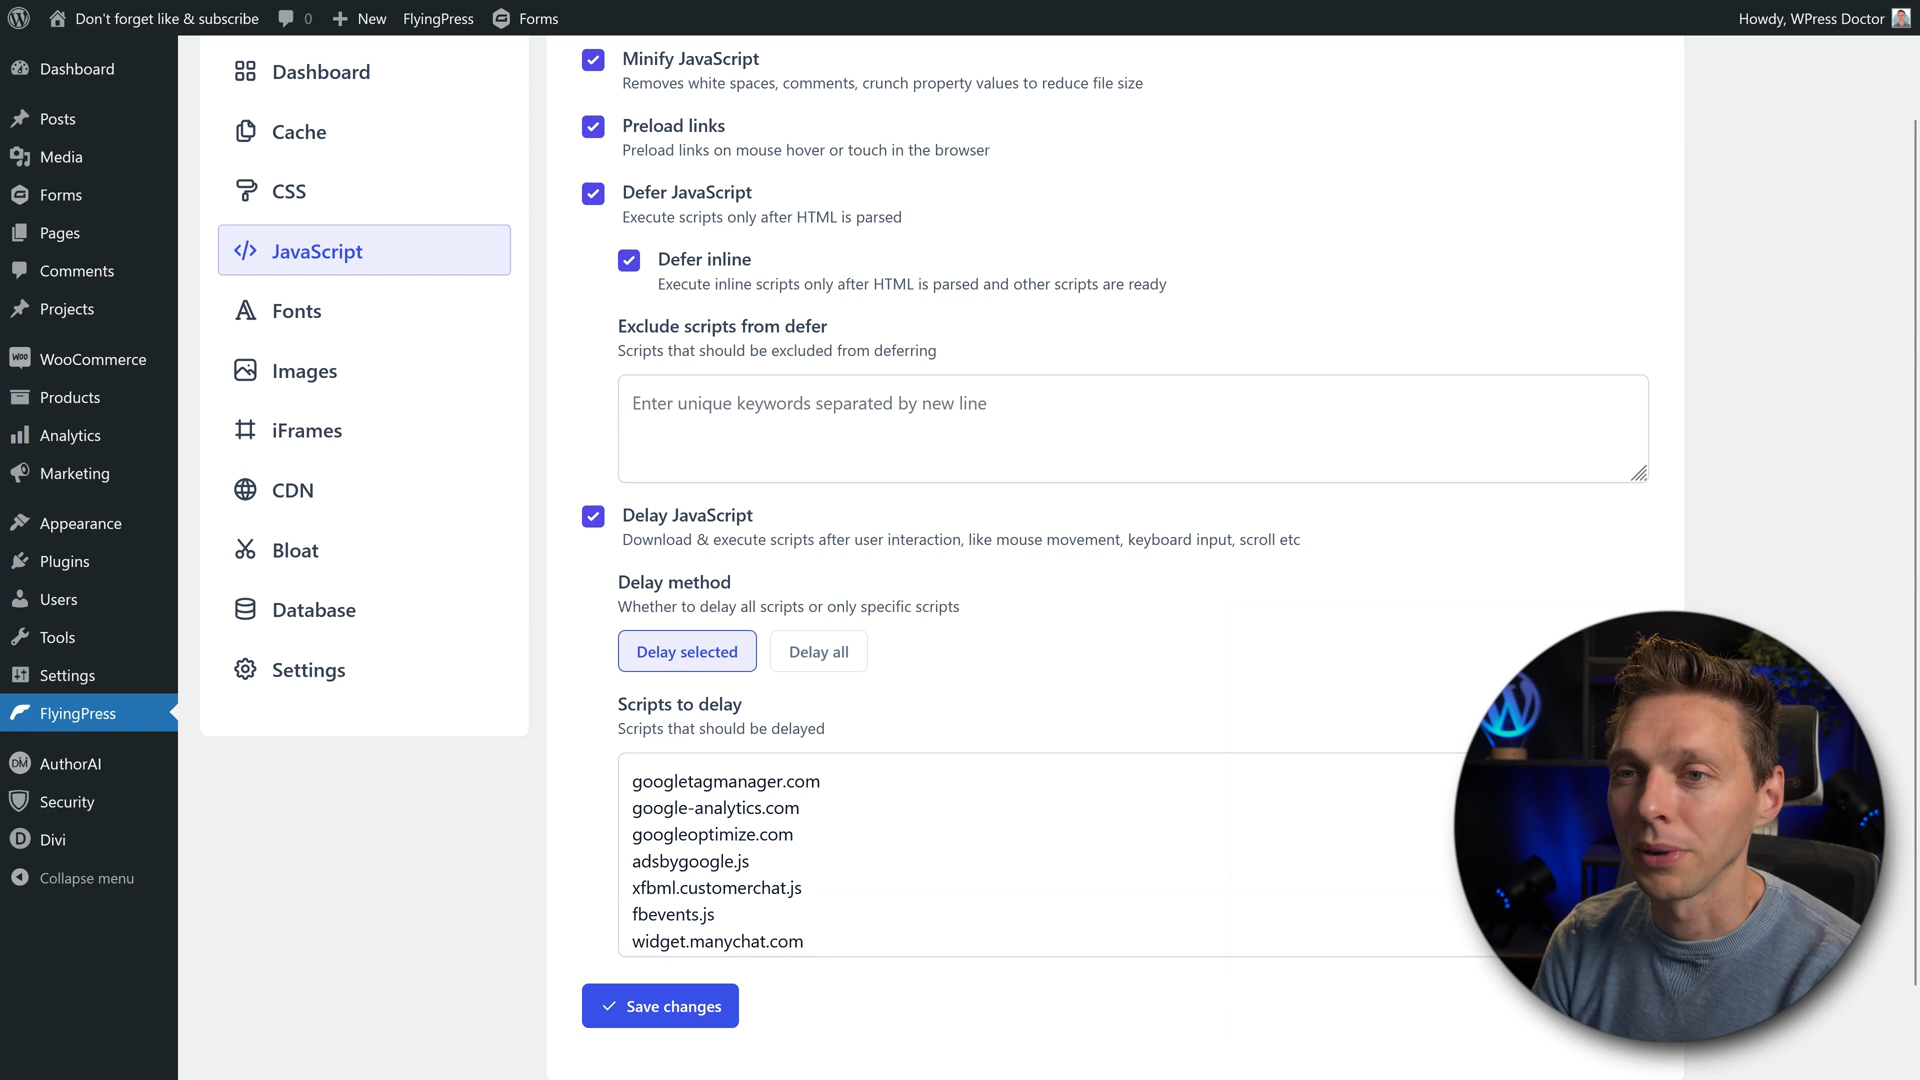 Don't forget like & subscribe
0
New
FlyingPress
Forms
Howdy, WPress Doctor
Dashboard
Posts
Media
Forms
Pages
Comments
Projects
WOO
WooCommerce
Products
Analytics
Marketing
Appearance
Plugins
Users
Tools
Settings
FlyingPress
DM
AuthorAI
Security
D
Divi
Collapse menu
Dashboard
Cache
CSS
JavaScript
Fonts
Images
iFrames
CDN
Bloat
Database
Settings
Minify JavaScript
Removes white spaces, comments, crunch property values to reduce file size
Preload links
Preload links on mouse hover or touch in the browser
Defer JavaScript
Execute scripts only after HTML is parsed
Defer inline
Execute inline scripts only after HTML is parsed and other scripts are ready
Exclude scripts from defer
Scripts that should be excluded from deferring
Enter unique keywords separated by new line
Delay JavaScript
Download & execute scripts after user interaction, like mouse movement, keyboard input, scroll etc
Delay method
Whether to delay all scripts or only specific scripts
Delay selected
Delay all
Scripts to delay
Scripts that should be delayed
googletagmanager.com
google-analytics.com
googleoptimize.com
adsbygoogle.js
xfbml.customerchat.js
fbevents.js
widget.manychat.com
Save changes